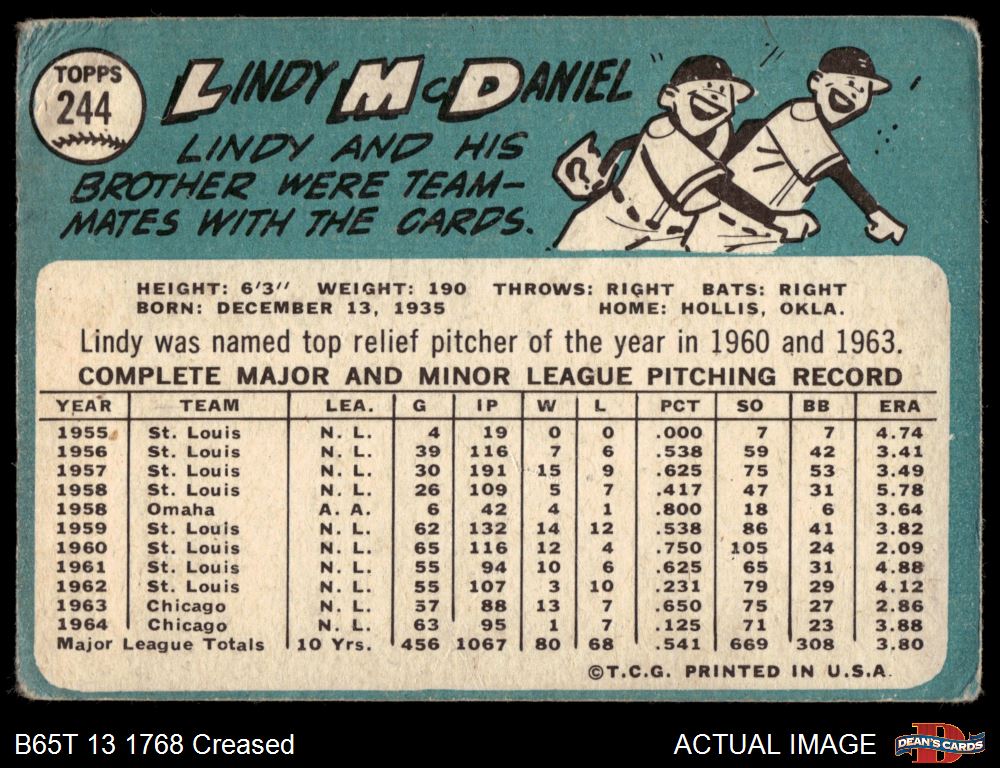 TOPPS
244
LINDY McDANIEL
LINDY AND HIS
BROTHER WERE TEAM-
MATES WITH THE CARDS.
HEIGHT: 6'3" WEIGHT: 190 THROWS: RIGHT BATS: RIGHT
BORN: DECEMBER 13, 1935 HOME: HOLLIS, OKLA.
Lindy was named top relief pitcher of the year in 1960 and 1963.
COMPLETE MAJOR AND MINOR LEAGUE PITCHING RECORD
YEAR TEAM LEA. G IP W L PCT SO BB ERA
1955 St. Louis N. L. 4 19 0 0 .000 7 7 4.74
1956 St. Louis N. L. 39 116 7 6 .538 59 42 3.41
1957 St. Louis N. L. 30 191 15 9 .625 75 53 3.49
1958 St. Louis N. L. 26 109 5 7 .417 47 31 5.78
1958 Omaha A. A. 6 42 4 1 .800 18 6 3.64
1959 St. Louis N. L. 62 132 14 12 .538 86 41 3.82
1960 St. Louis N. L. 65 116 12 4 .750 105 24 2.09
1961 St. Louis N. L. 55 94 10 6 .625 65 31 4.88
1962 St. Louis N. L. 55 107 3 10 .231 79 29 4.12
1963 Chicago N. L. 57 88 13 7 .650 75 27 2.86
1964 Chicago N. L. 63 95 1 7 .125 71 23 3.88
Major League Totals 10 Yrs. 456 1067 80 68 .541 669 308 3.80
©T.C.G. PRINTED IN U.S.A.
B65T 13 1768 Creased
ACTUAL IMAGE
D
DEAN'S CARDS